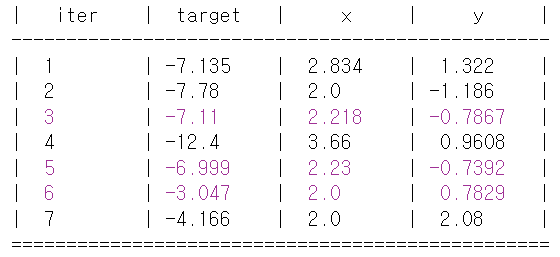 |   iter    |  target   |     x     |     y     |
-------------------------------------------------
|  1        | -7.135    |  2.834    |  1.322    |
|  2        | -7.78     |  2.0      | -1.186    |
|  3        | -7.11     |  2.218    | -0.7867   |
|  4        | -12.4     |  3.66     |  0.9608   |
|  5        | -6.999    |  2.23     | -0.7392   |
|  6        | -3.047    |  2.0      |  0.7829   |
|  7        | -4.166    |  2.0      |  2.08     |
=================================================